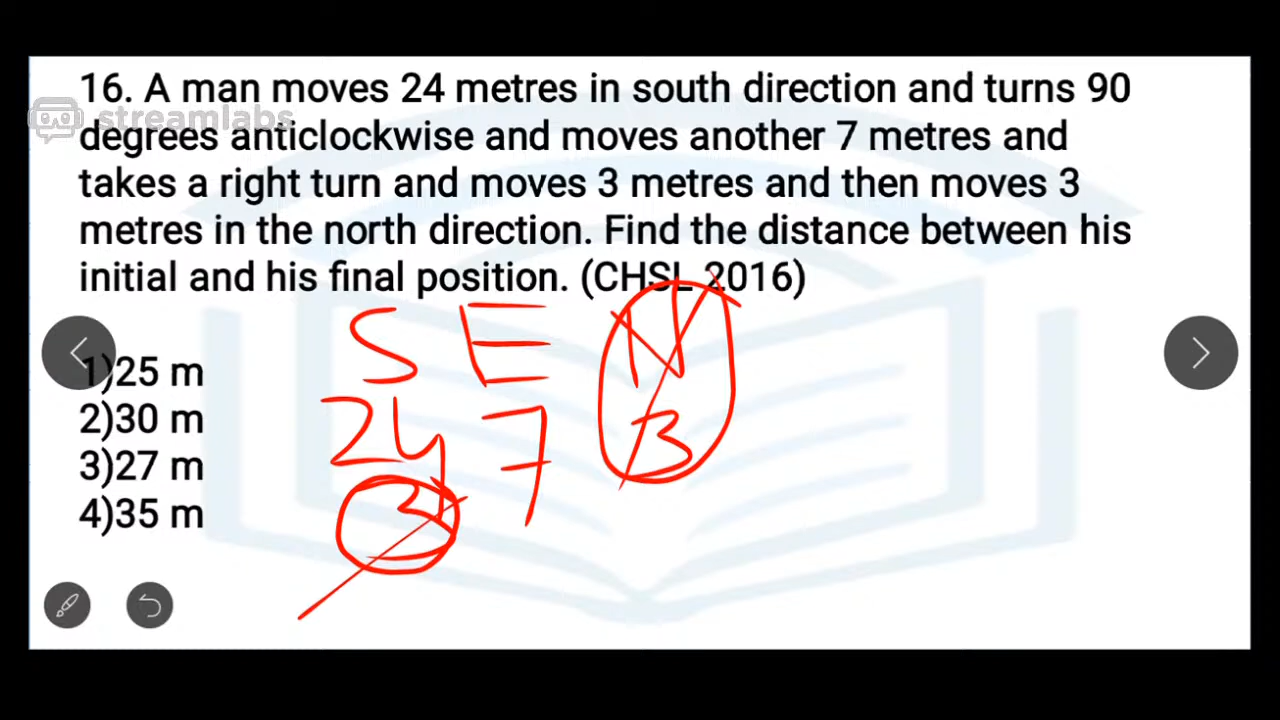 16. A man moves 24 metres in south direction and turns 90
streamlabs
degrees anticlockwise and moves another 7 metres and
takes a right turn and moves 3 metres and then moves 3
metres in the north direction. Find the distance between his
initial and his final position. (CHSL 2016)
S E N
24 7 3
3
1)25 m
2)30 m
3)27 m
4)35 m